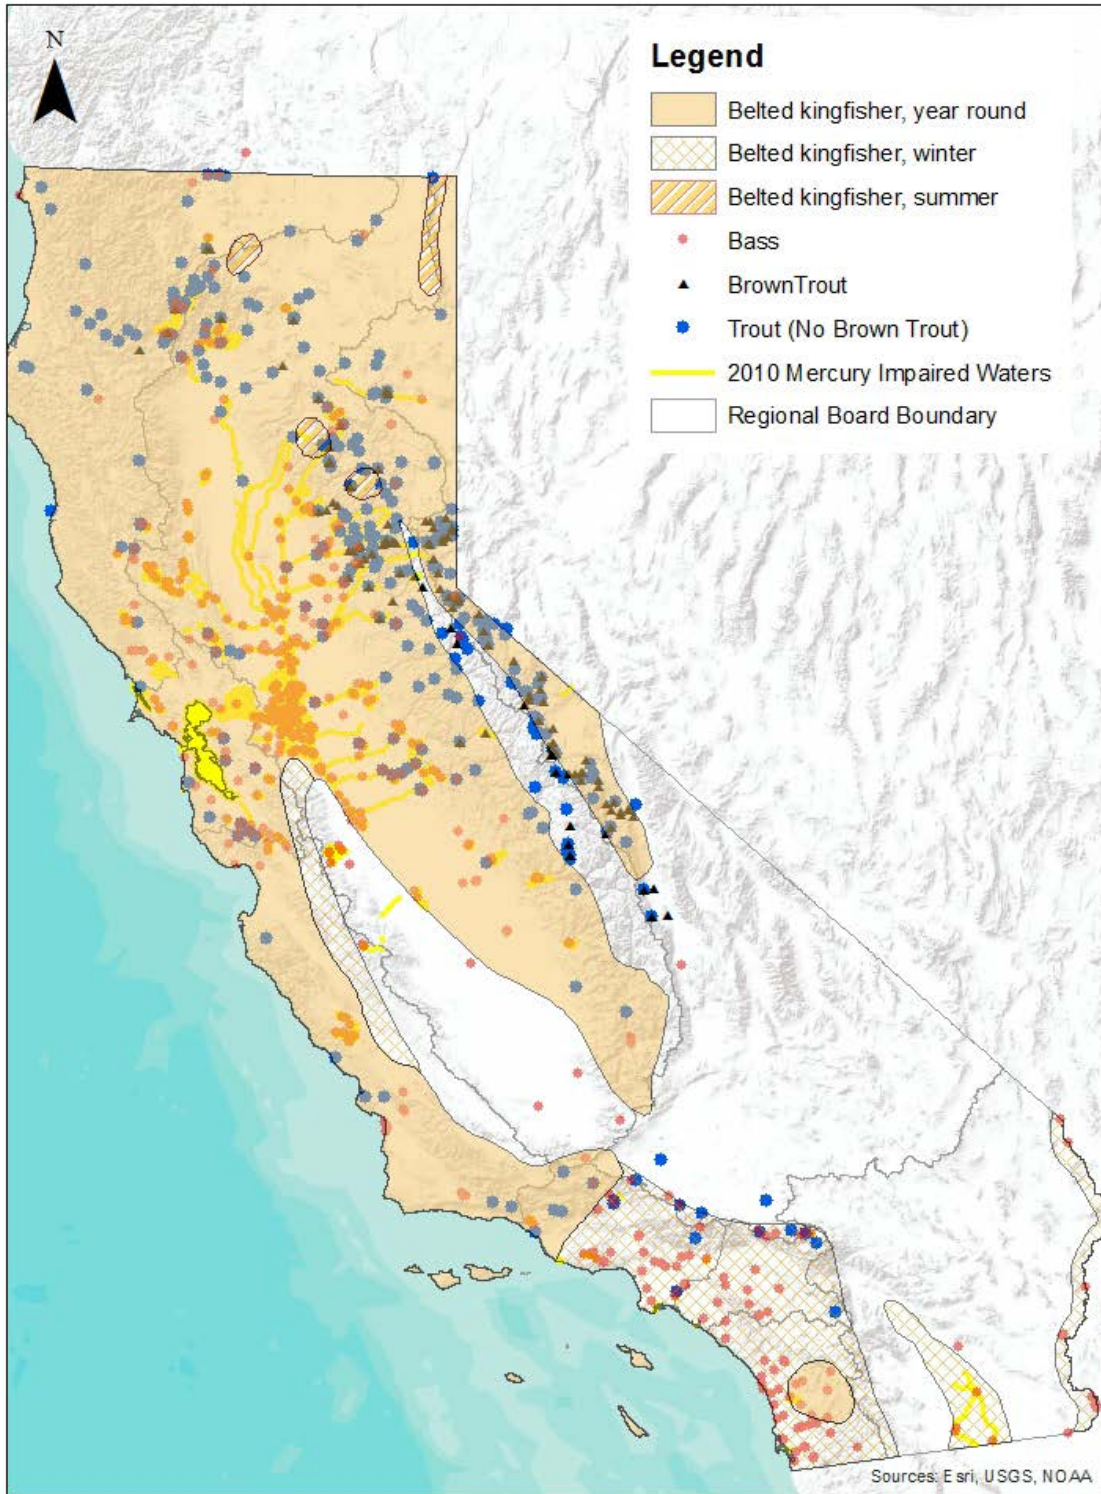 N
Legend
Belted kingfisher, year round
Belted kingfisher, winter
Belted kingfisher, summer
Bass
BrownTrout
Trout (No Brown Trout)
2010 Mercury Impaired Waters
Regional Board Boundary
Sources: Esri, USGS, NOAA